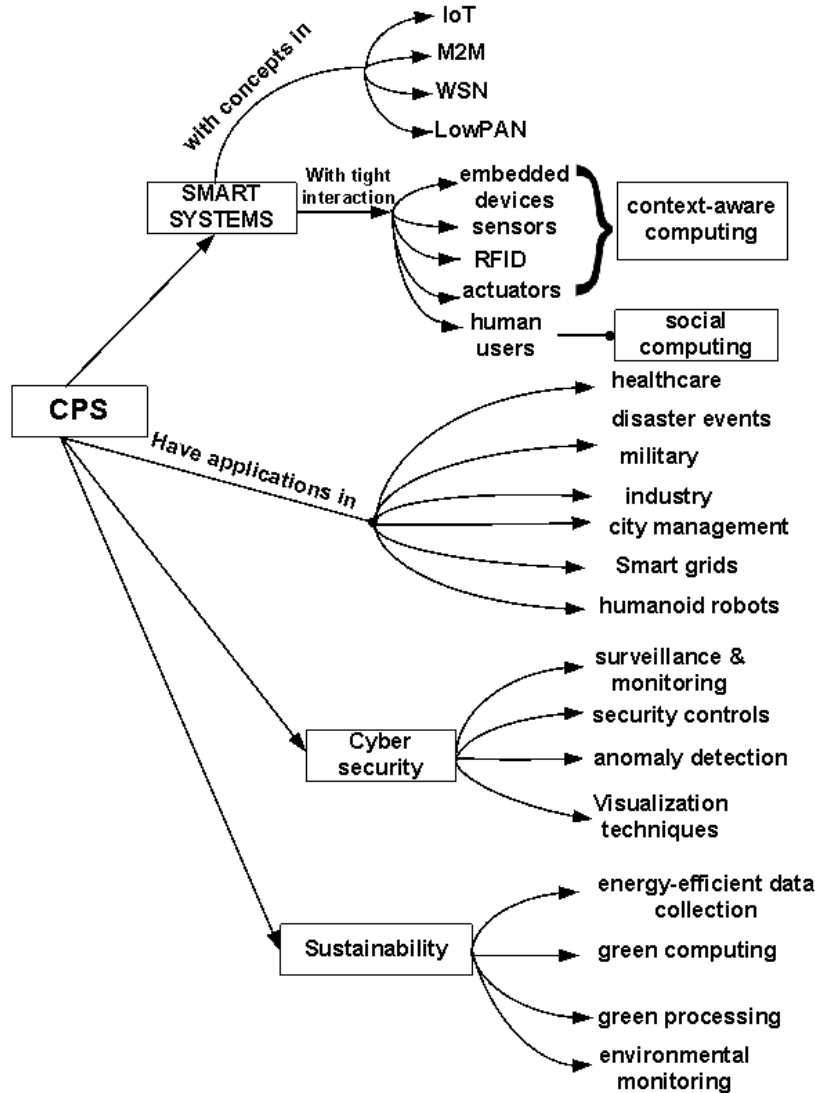 IoT
M2M
WSN
LowPAN
with concepts in
SMART
SYSTEMS
With tight
interaction
embedded
devices
sensors
RFID
actuators
human
users
context-aware
computing
social
computing
CPS
Have applications in
healthcare
disaster events
military
industry
city management
Smart grids
humanoid robots
Cyber
security
surveillance &
monitoring
security controls
anomaly detection
Visualization
techniques
Sustainability
energy-efficient data
collection
green computing
green processing
environmental
monitoring